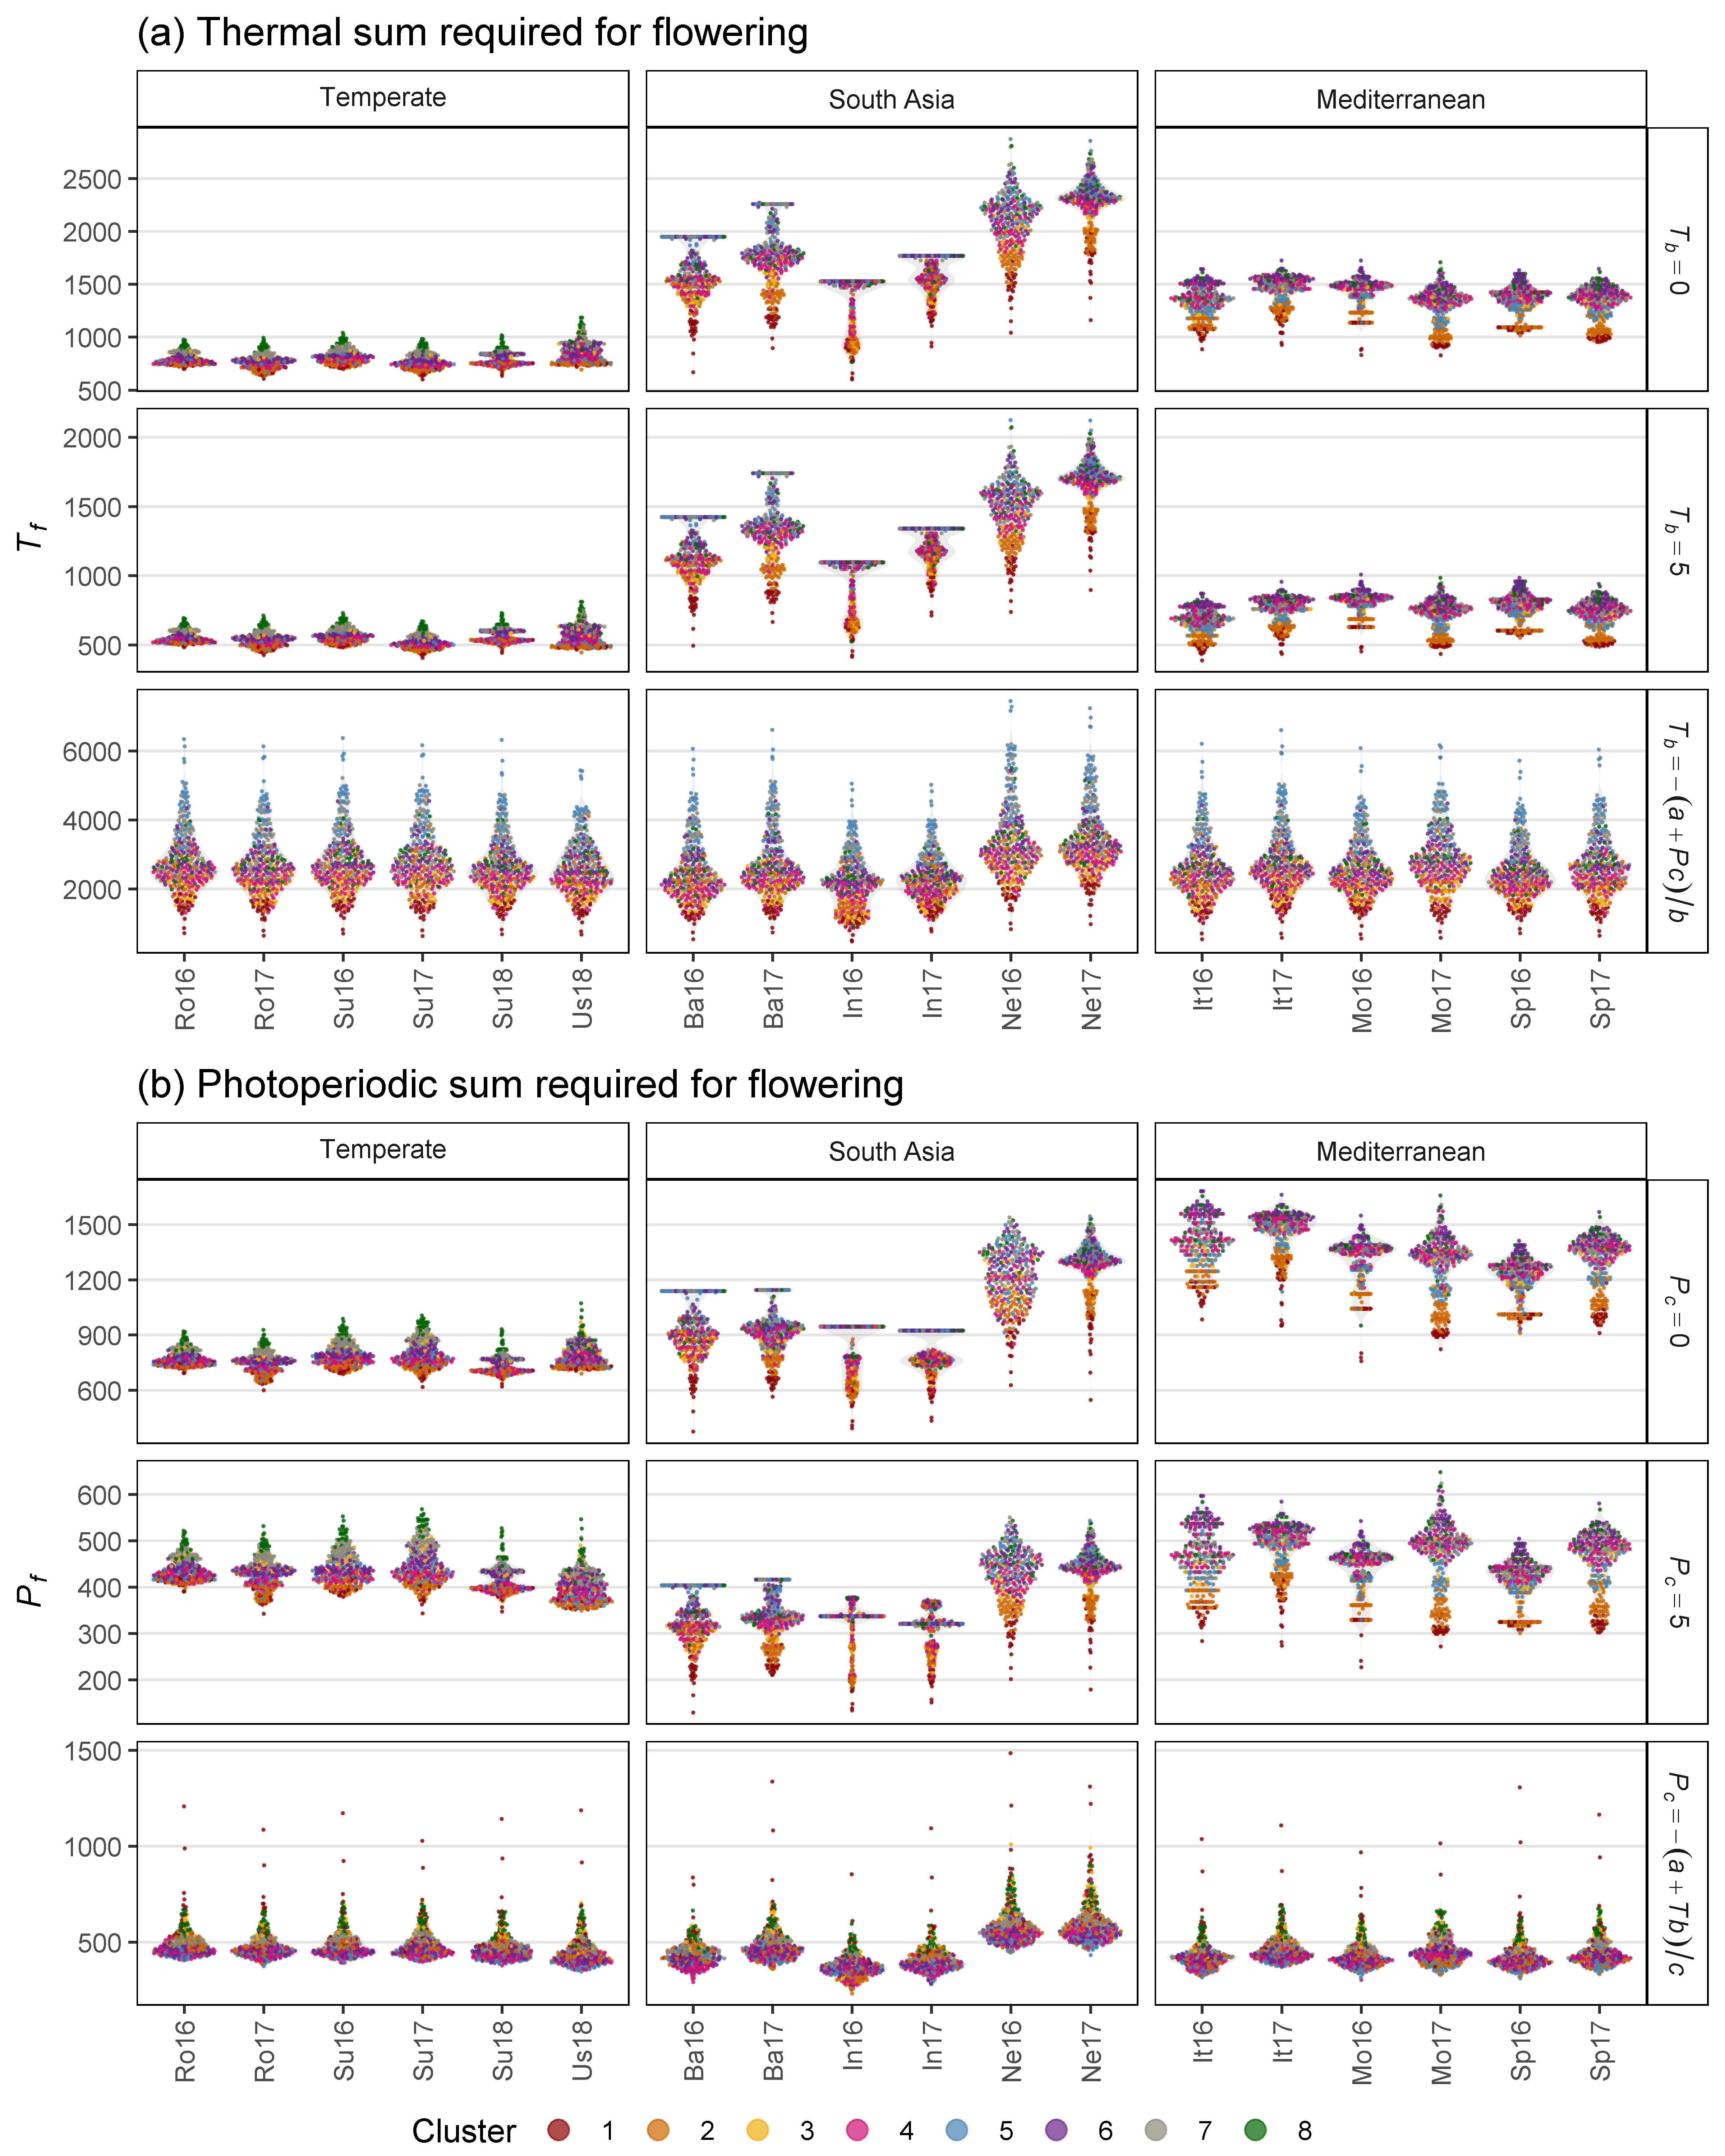 (a) Thermal sum required for flowering
Temperate South Asia Mediterranean
2500
2000
1500
1000
500
T_b = 0
2000
1500
1000
500
T_b = 5
T_f
6000
4000
2000
T_b = −(a + Pc)/b
Ro16 Ro17 Su16 Su17 Su18 Us18 Ba16 Ba17 In16 In17 Ne16 Ne17 It16 It17 Mo16 Mo17 Sp16 Sp17
(b) Photoperiodic sum required for flowering
Temperate South Asia Mediterranean
1500
1200
900
600
P_c = 0
600
500
400
300
200
P_c = 5
P_f
1500
1000
500
P_c = −(a + Tb)/c
Ro16 Ro17 Su16 Su17 Su18 Us18 Ba16 Ba17 In16 In17 Ne16 Ne17 It16 It17 Mo16 Mo17 Sp16 Sp17
Cluster 1 2 3 4 5 6 7 8